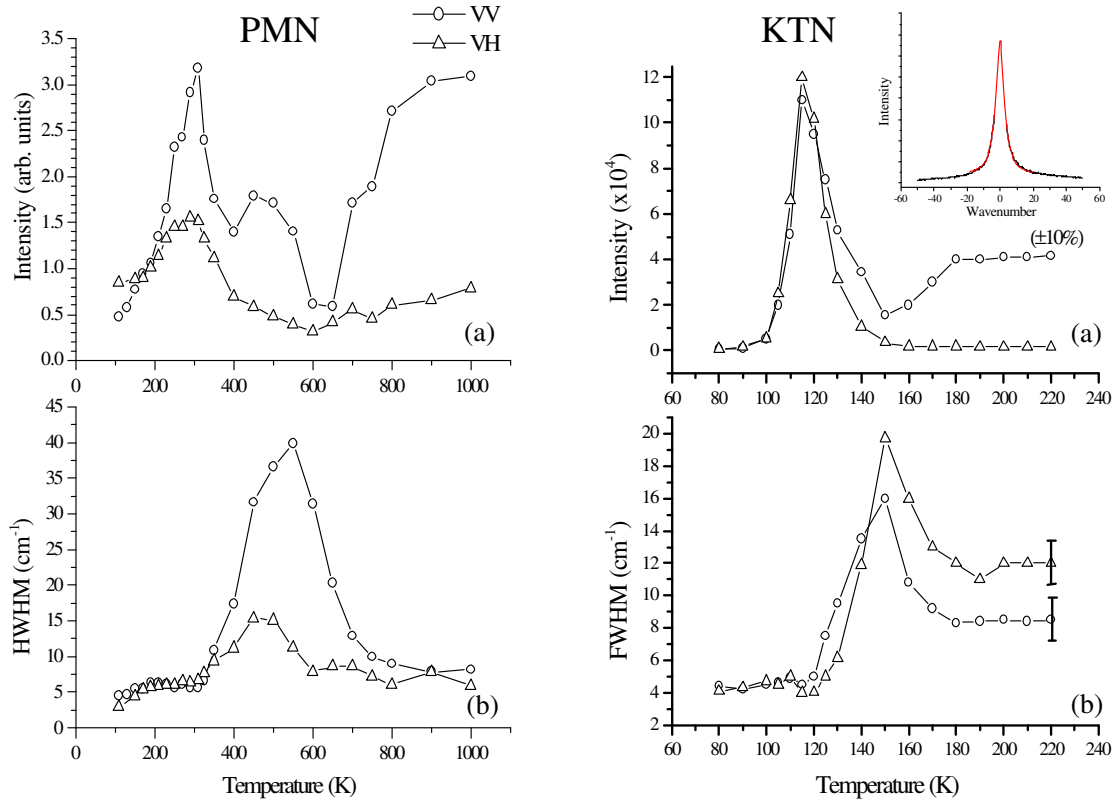 PMN
VV
VH
3.5
3.0
2.5
2.0
1.5
1.0
0.5
0.0
Intensity (arb. units)
(a)
0 200 400 600 800 1000
45
40
35
30
25
20
15
10
5
0
HWHM (cm-1)
(b)
0 200 400 600 800 1000
Temperature (K)
KTN
12
10
8
6
4
2
0
Intensity (x10^4)
Intensity
-60 -40 -20 0 20 40 60
Wavenumber
(±10%)
(a)
60 80 100 120 140 160 180 200 220 240
20
18
16
14
12
10
8
6
4
2
FWHM (cm-1)
(b)
60 80 100 120 140 160 180 200 220 240
Temperature (K)